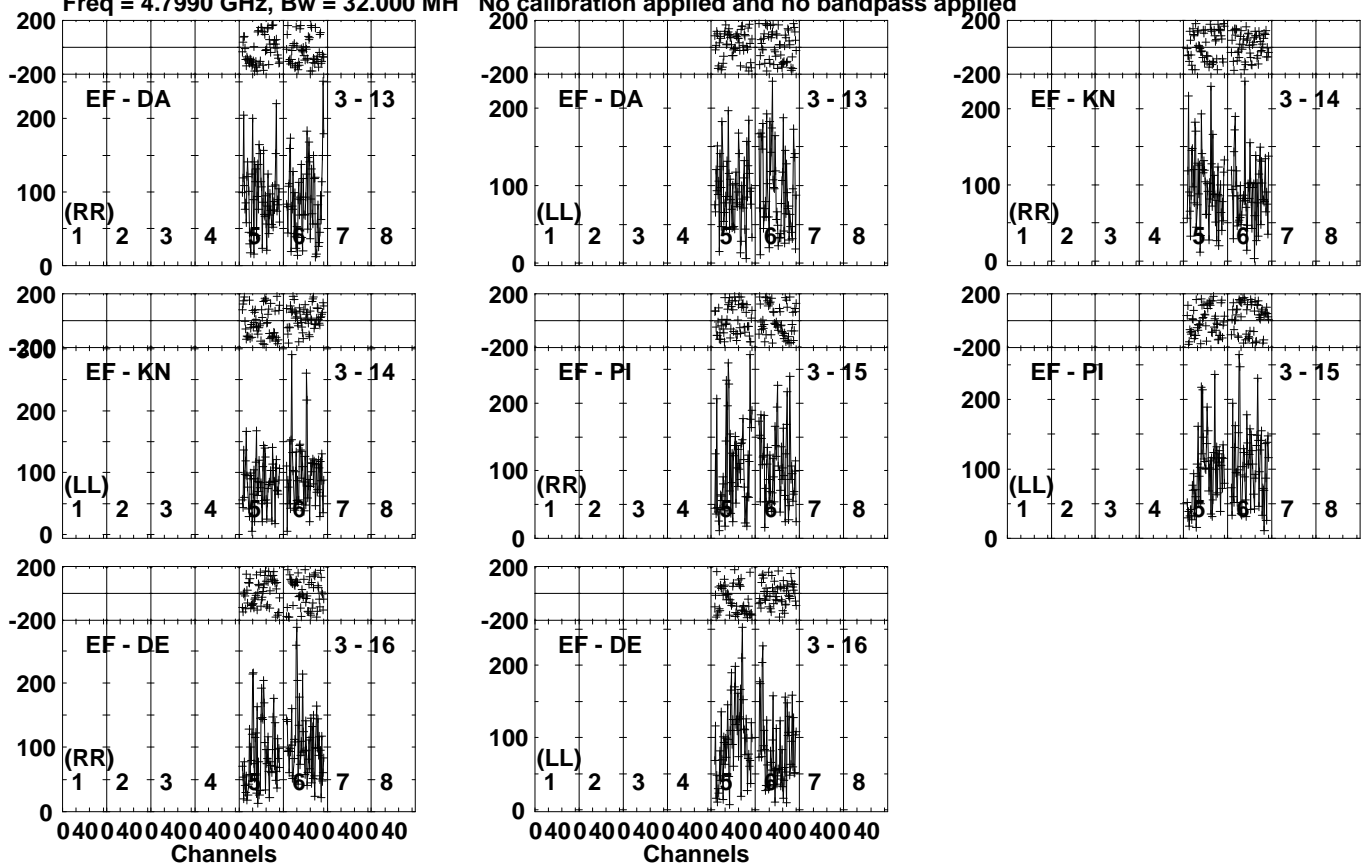 Freq = 4.7990 GHz, Bw = 32.000 MH No calibration applied and no bandpass applied
200 200 200
-200 -200 -200
EF - DA 3 - 13 EF - DA 3 - 13 EF - KN 3 - 14
200 200 200
100 100 100
(RR) (LL) (RR)
1 2 3 4 5 6 7 8 1 2 3 4 5 6 7 8 1 2 3 4 5 6 7 8
0 0 0
200 200 200
-200 -200 -200
300
EF - KN 3 - 14 EF - PI 3 - 15 EF - PI 3 - 15
200 200 200
100 100 100
(LL) (RR) (LL)
1 2 3 4 5 6 7 8 1 2 3 4 5 6 7 8 1 2 3 4 5 6 7 8
0 0 0
200 200
-200 -200
EF - DE 3 - 16 EF - DE 3 - 16
200 200
100 100
(RR) (LL)
1 2 3 4 5 6 7 8 1 2 3 4 5 6 7 8
0 0
0 40 0 40 0 40 0 40 0 40 0 40 0 40 0 40 0 40 0 40 0 40 0 40 0 40 0 40 0 40 0 40
Channels Channels